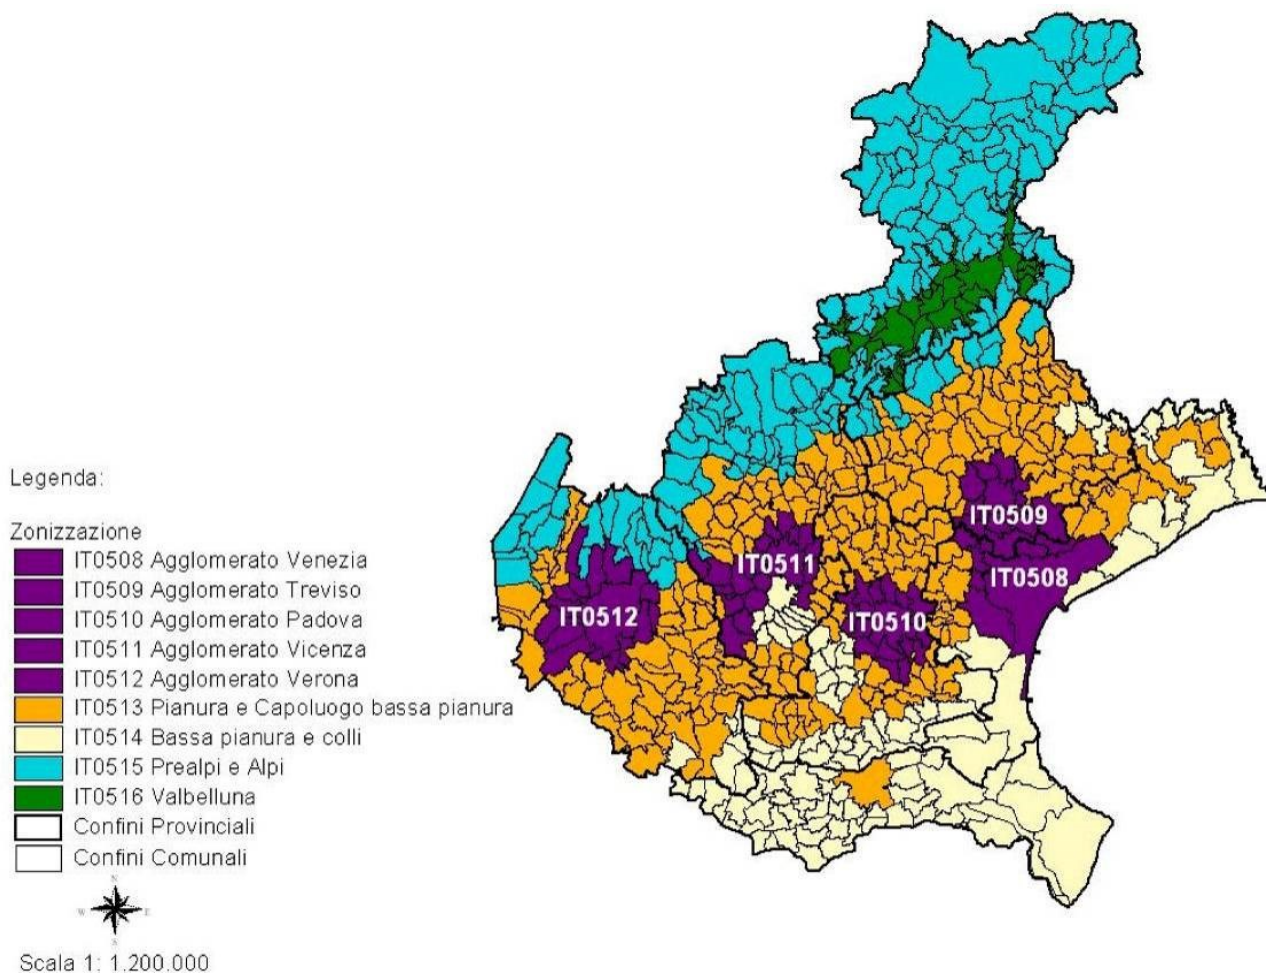 Legenda:
Zonizzazione
IT0508 Agglomerato Venezia
IT0509 Agglomerato Treviso
IT0510 Agglomerato Padova
IT0511 Agglomerato Vicenza
IT0512 Agglomerato Verona
IT0513 Pianura e Capoluogo bassa pianura
IT0514 Bassa pianura e colli
IT0515 Prealpi e Alpi
IT0516 Valbelluna
Confini Provinciali
Confini Comunali
N
W E
S
Scala 1: 1.200.000
IT0509
IT0511
IT0508
IT0512
IT0510